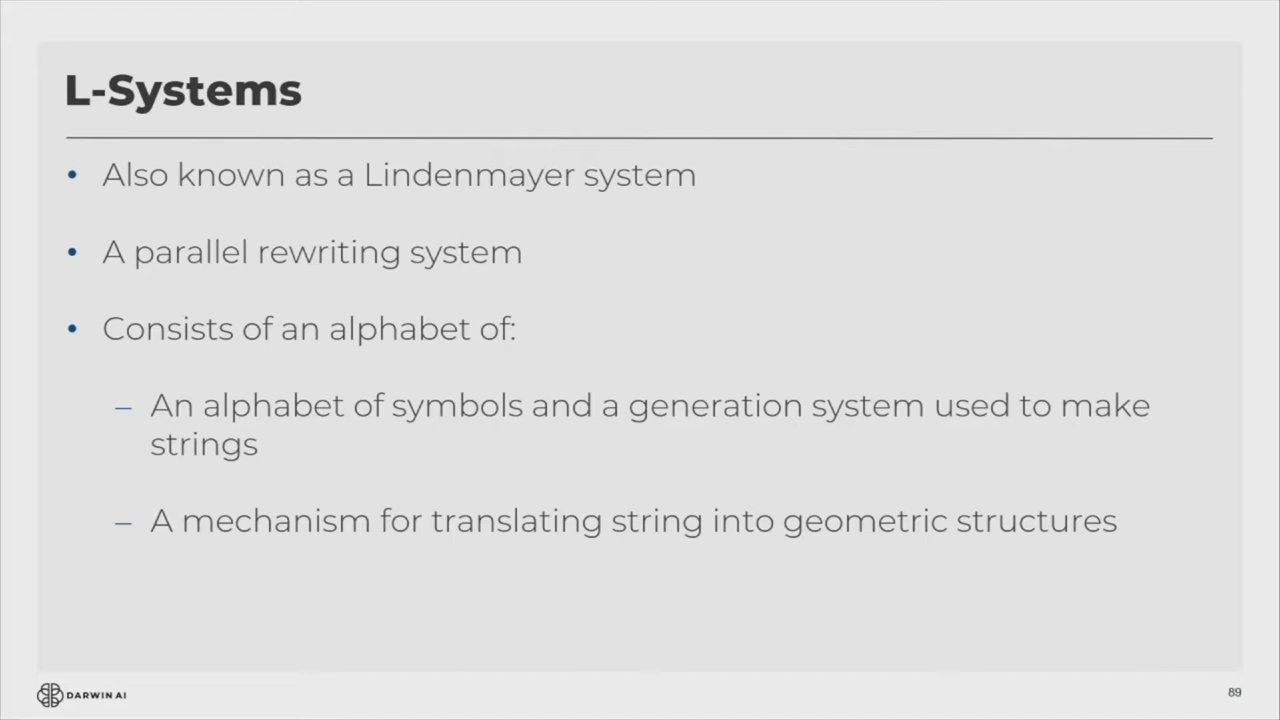 L-Systems
• Also known as a Lindenmayer system
• A parallel rewriting system
• Consists of an alphabet of:
– An alphabet of symbols and a generation system used to make
strings
– A mechanism for translating string into geometric structures
DARWIN AI
89